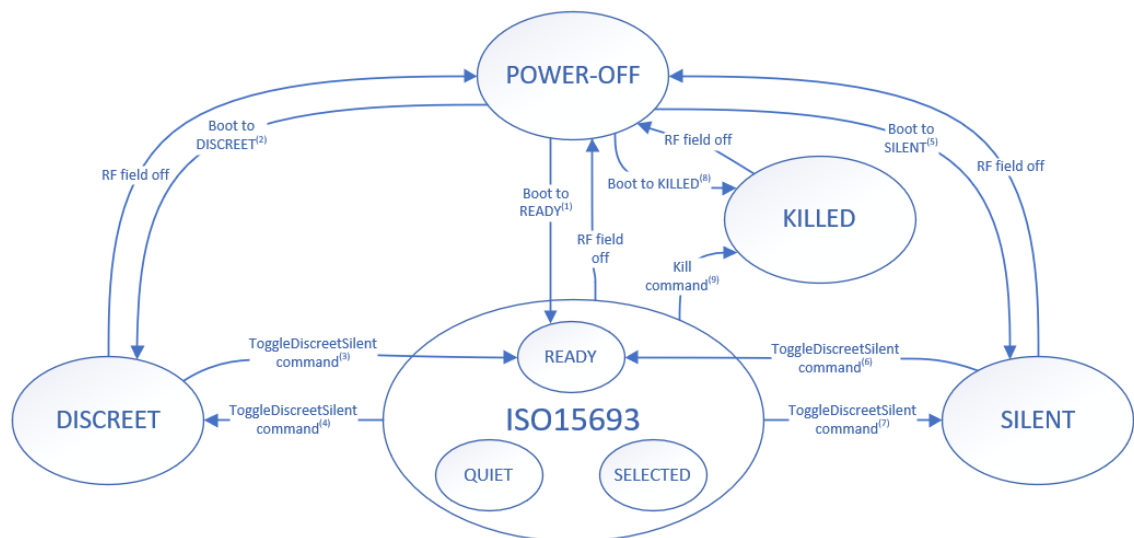 POWER-OFF
Boot to
DISCREET(2)
RF field off
Boot to
READY(1)
RF field
off
Boot to KILLED(8)
RF field off
Boot to
SILENT(5)
RF field off
KILLED
Kill
command(9)
ToggleDiscreetSilent
command(3)
READY
ToggleDiscreetSilent
command(6)
DISCREET
ToggleDiscreetSilent
command(4)
ISO15693
ToggleDiscreetSilent
command(7)
SILENT
QUIET
SELECTED